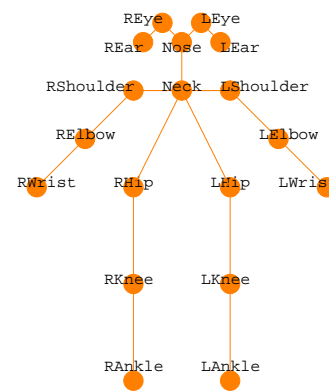 REye LEye
REar Nose LEar
RShoulder Neck LShoulder
RElbow LElbow
RWrist RHip LHip LWris
RKnee LKnee
RAnkle LAnkle